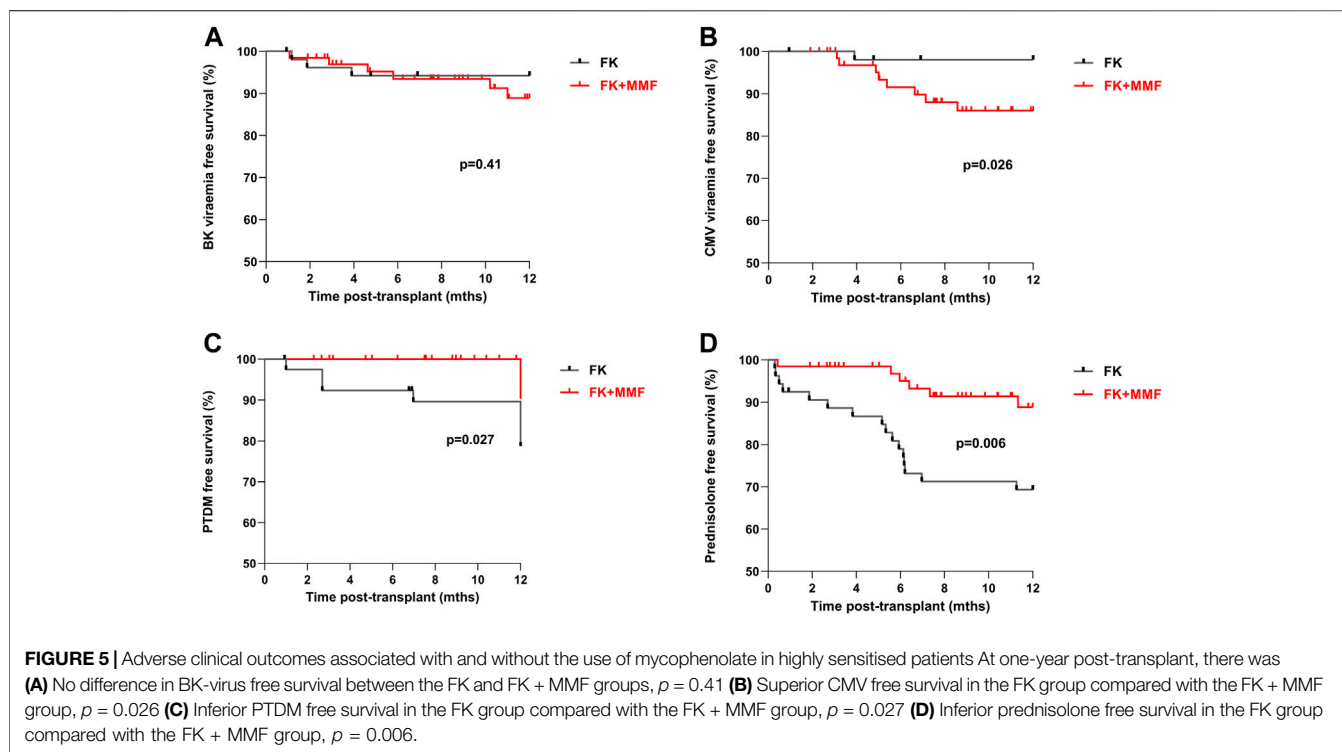 A
100
90
80
70
60
50
BK viraemia free survival (%)
0 2 4 6 8 10 12
Time post-transplant (mths)
FK
FK+MMF
p=0.41
B
100
90
80
70
60
50
CMV viraemia free survival (%)
0 2 4 6 8 10 12
Time post-transplant (mths)
FK
FK+MMF
p=0.026
C
100
90
80
70
60
50
PTDM free survival (%)
0 2 4 6 8 10 12
Time post-transplant (mths)
FK
FK+MMF
p=0.027
D
100
90
80
70
60
50
Prednisolone free survival (%)
0 2 4 6 8 10 12
Time post-transplant (mths)
FK
FK+MMF
p=0.006
FIGURE 5 | Adverse clinical outcomes associated with and without the use of mycophenolate in highly sensitised patients At one-year post-transplant, there was
(A) No difference in BK-virus free survival between the FK and FK + MMF groups, p = 0.41 (B) Superior CMV free survival in the FK group compared with the FK + MMF
group, p = 0.026 (C) Inferior PTDM free survival in the FK group compared with the FK + MMF group, p = 0.027 (D) Inferior prednisolone free survival in the FK group
compared with the FK + MMF group, p = 0.006.